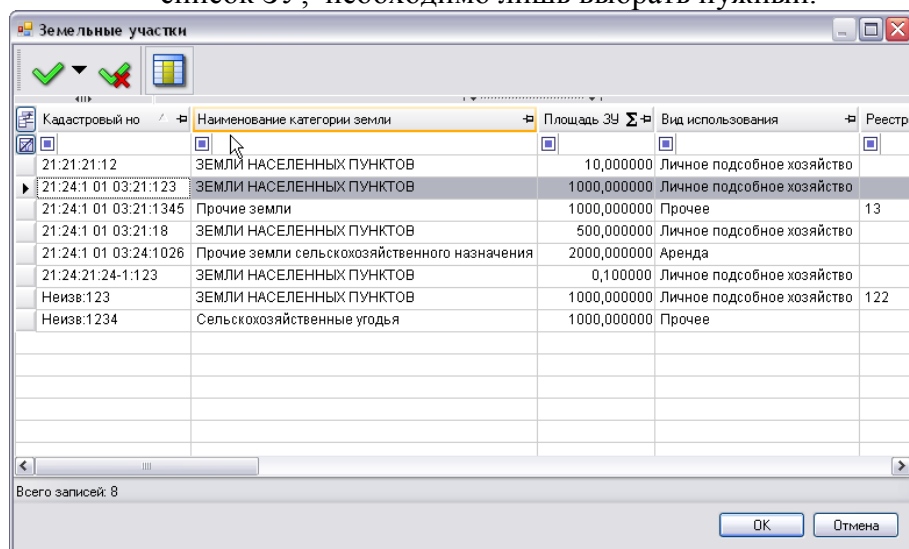 список ЗУ, необходимо лишь выбрать нужный.
Земельные участки
Кадастровый но Наименование категории земли Площадь ЗУ Σ Вид использования Реестр
21:21:21:12 ЗЕМЛИ НАСЕЛЕННЫХ ПУНКТОВ 10,000000 Личное подсобное хозяйство
21:24:1 01 03:21:123 ЗЕМЛИ НАСЕЛЕННЫХ ПУНКТОВ 1000,000000 Личное подсобное хозяйство
21:24:1 01 03:21:1345 Прочие земли 1000,000000 Прочее 13
21:24:1 01 03:21:18 ЗЕМЛИ НАСЕЛЕННЫХ ПУНКТОВ 500,000000 Личное подсобное хозяйство
21:24:1 01 03:24:1026 Прочие земли сельскохозяйственного назначения 2000,000000 Аренда
21:24:21:24-1:123 ЗЕМЛИ НАСЕЛЕННЫХ ПУНКТОВ 0,100000 Личное подсобное хозяйство
Неизв:123 ЗЕМЛИ НАСЕЛЕННЫХ ПУНКТОВ 1000,000000 Личное подсобное хозяйство 122
Неизв:1234 Сельскохозяйственные угодья 1000,000000 Прочее
Всего записей: 8
OK Отмена